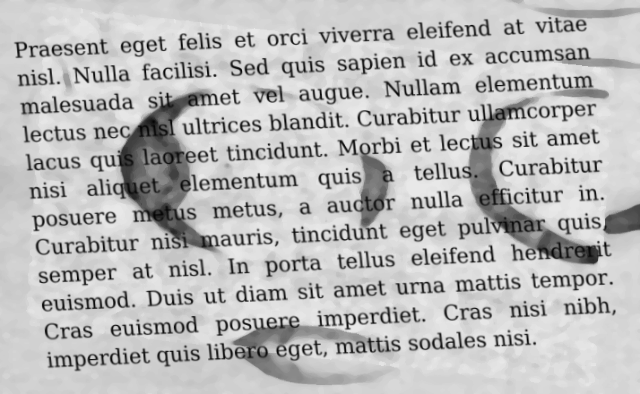 Praesent eget felis et orci viverra eleifend at vitae
nisl. Nulla facilisi. Sed quis sapien id ex accumsan
malesuada sit amet vel augue. Nullam elementum
lectus nec nisl ultrices blandit. Curabitur ullamcorper
lacus quis laoreet tincidunt. Morbi et lectus sit amet
nisi aliquet elementum quis a tellus. Curabitur
posuere metus metus, a auctor nulla efficitur in.
Curabitur nisi mauris, tincidunt eget pulvinar quis,
semper at nisl. In porta tellus eleifend hendrerit
euismod. Duis ut diam sit amet urna mattis tempor.
Cras euismod posuere imperdiet. Cras nisi nibh,
imperdiet quis libero eget, mattis sodales nisi.